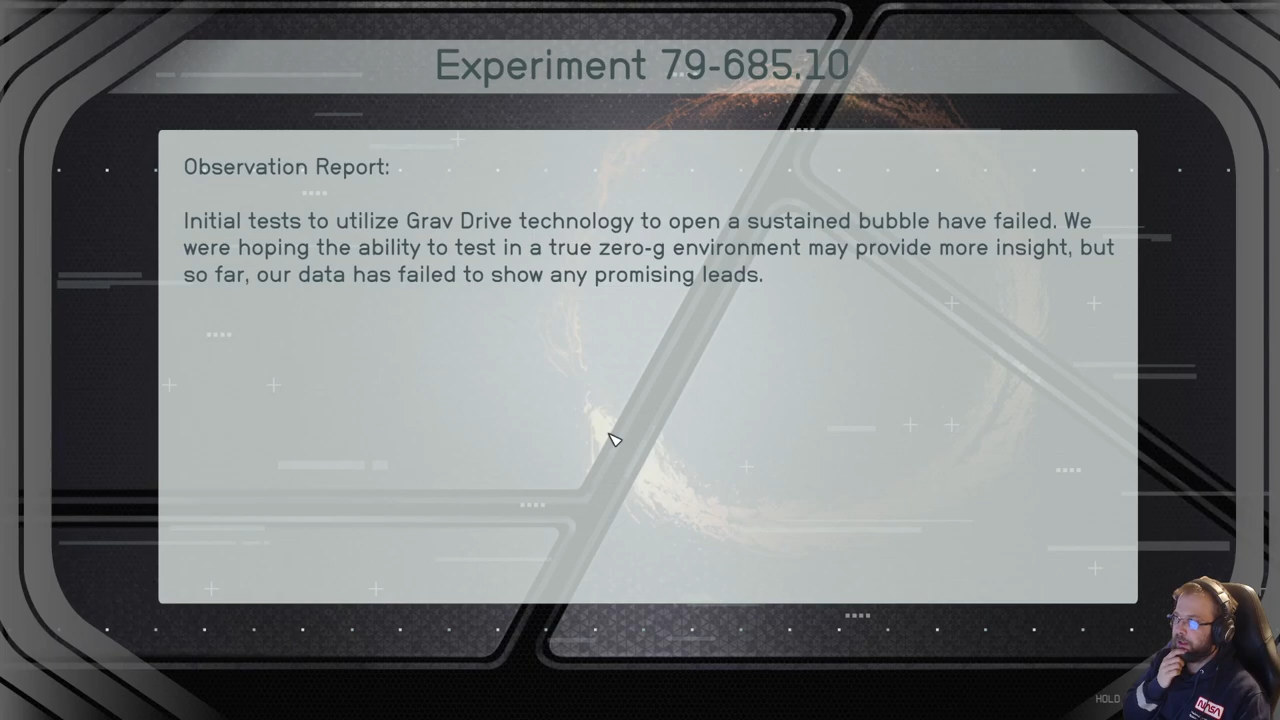 Experiment 79-685.10
Observation Report:
Initial tests to utilize Grav Drive technology to open a sustained bubble have failed. We
were hoping the ability to test in a true zero-g environment may provide more insight, but
so far, our data has failed to show any promising leads.
HOLD
NASA